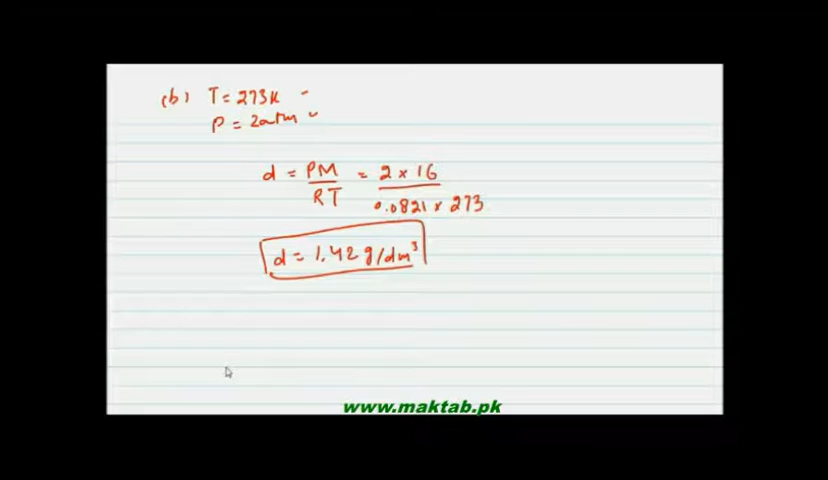 (b) T = 273K
P = 2atm
d = PM / RT = 2 × 16 / 0.0821 × 273
d = 1.42 g/dm³
www.maktab.pk